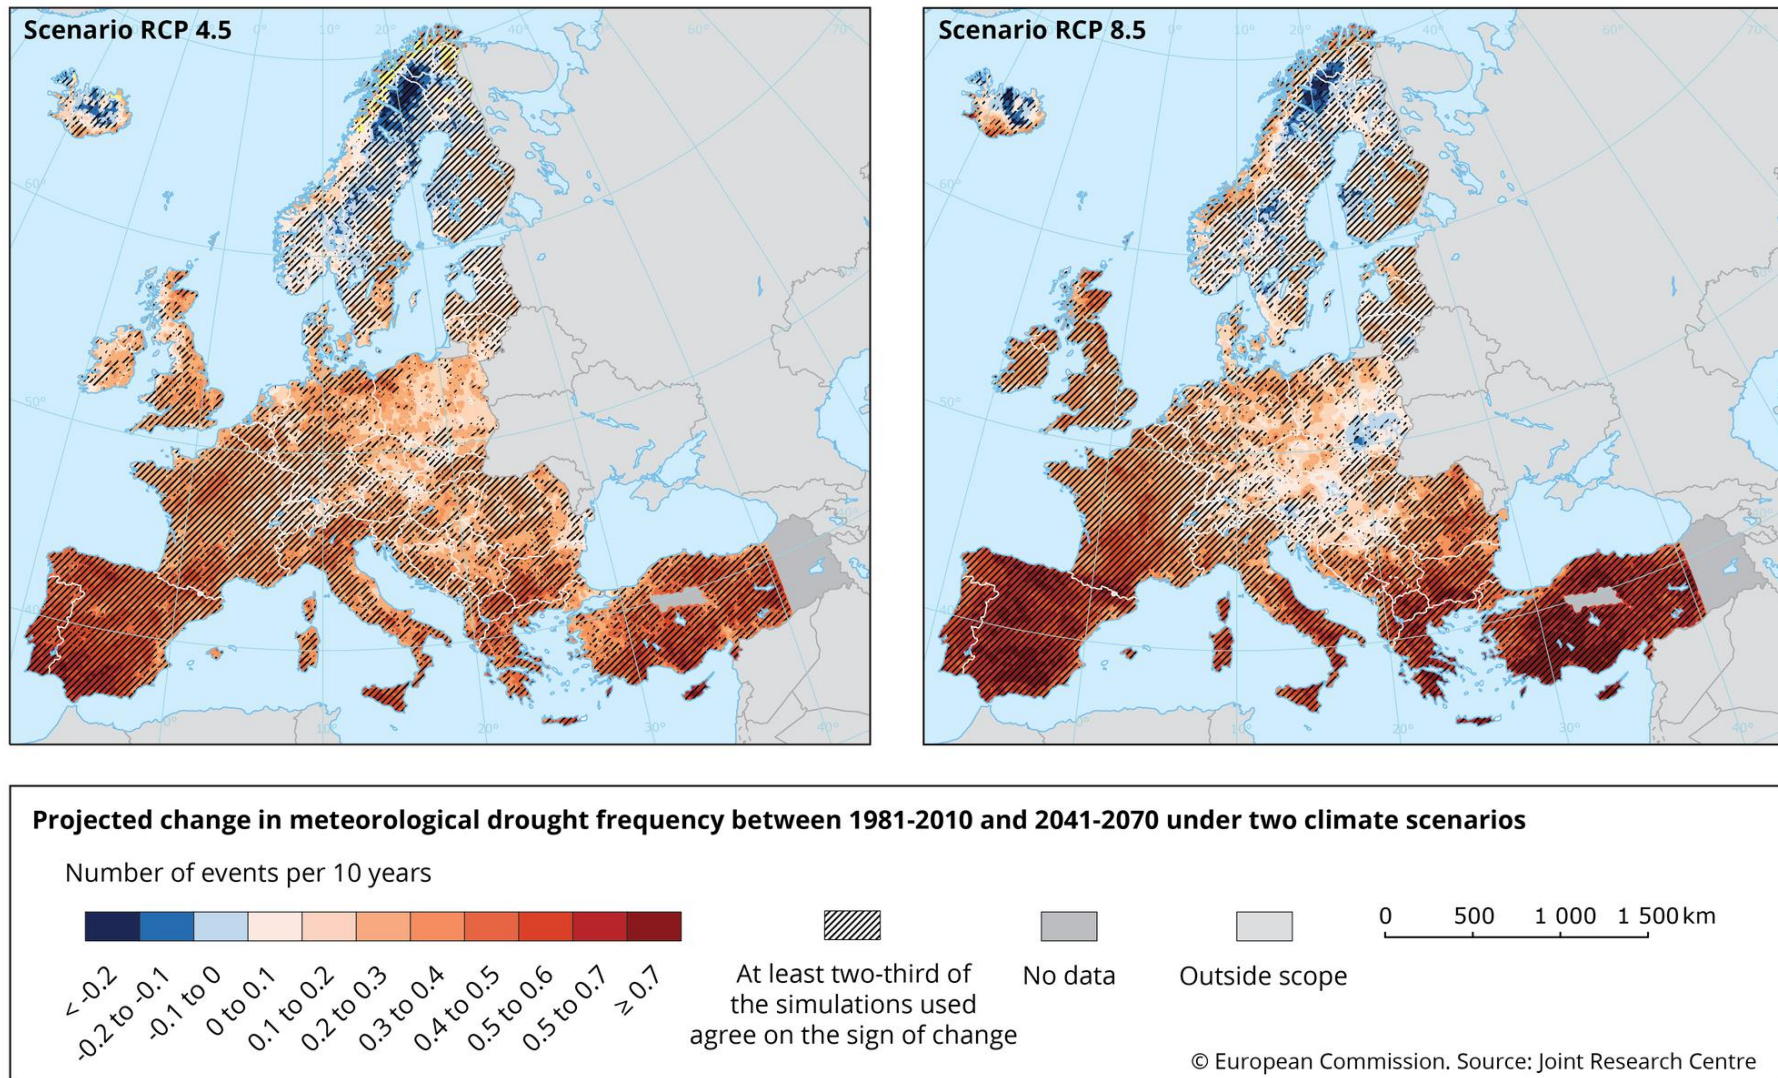 Scenario RCP 4.5
Scenario RCP 8.5
Projected change in meteorological drought frequency between 1981-2010 and 2041-2070 under two climate scenarios
Number of events per 10 years
< -0.2
-0.2 to -0.1
-0.1 to 0
0 to 0.1
0.1 to 0.2
0.2 to 0.3
0.3 to 0.4
0.4 to 0.5
0.5 to 0.6
0.5 to 0.7
≥ 0.7
At least two-third of
the simulations used
agree on the sign of change
No data
Outside scope
0 500 1 000 1 500 km
© European Commission. Source: Joint Research Centre